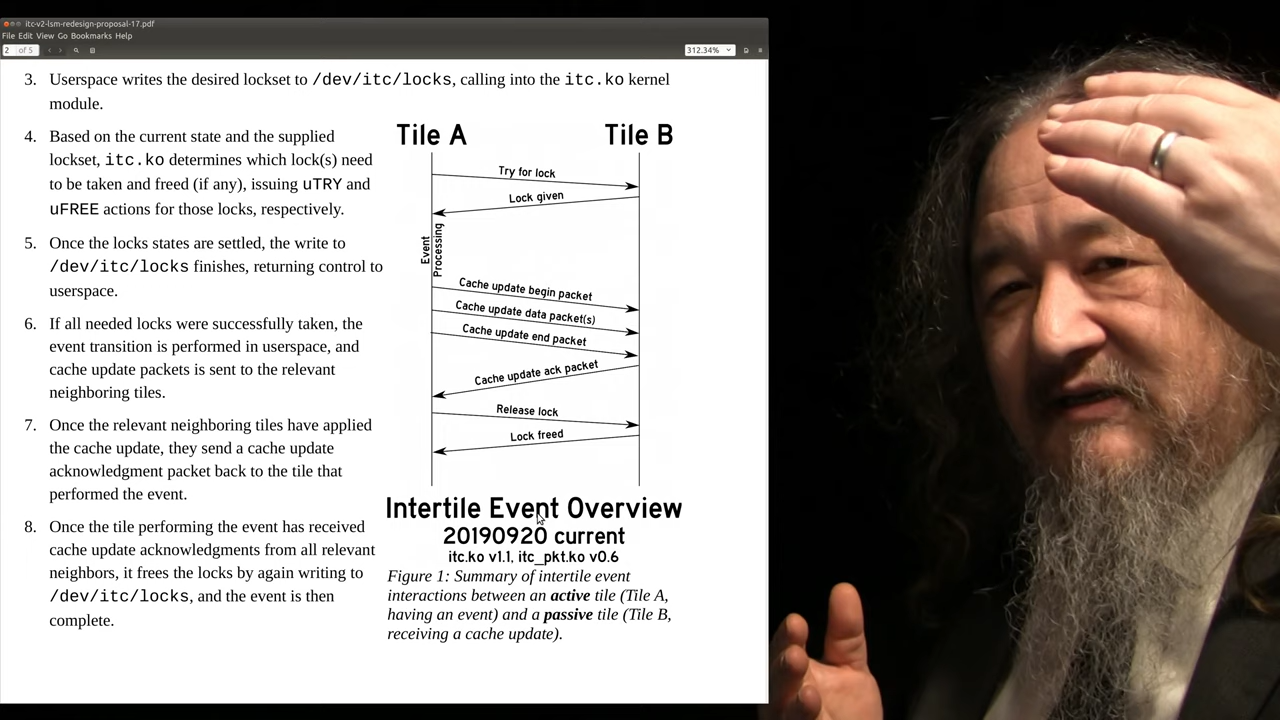 itc-v2-lsm-redesign-proposal-17.pdf
File Edit View Go Bookmarks Help
2 of 5
312.34%
3. Userspace writes the desired lockset to /dev/itc/locks, calling into the itc.ko kernel
module.
4. Based on the current state and the supplied
lockset, itc.ko determines which lock(s) need
to be taken and freed (if any), issuing uTRY and
uFREE actions for those locks, respectively.
5. Once the locks states are settled, the write to
/dev/itc/locks finishes, returning control to
userspace.
6. If all needed locks were successfully taken, the
event transition is performed in userspace, and
cache update packets is sent to the relevant
neighboring tiles.
7. Once the relevant neighboring tiles have applied
the cache update, they send a cache update
acknowledgment packet back to the tile that
performed the event.
8. Once the tile performing the event has received
cache update acknowledgments from all relevant
neighbors, it frees the locks by again writing to
/dev/itc/locks, and the event is then
complete.
Tile A
Tile B
Try for lock
Lock given
Event
Processing
Cache update begin packet
Cache update data packet(s)
Cache update end packet
Cache update ack packet
Release lock
Lock freed
Intertile Event Overview
20190920 current
itc.ko v1.1, itc_pkt.ko v0.6
Figure 1: Summary of intertile event
interactions between an active tile (Tile A,
having an event) and a passive tile (Tile B,
receiving a cache update).